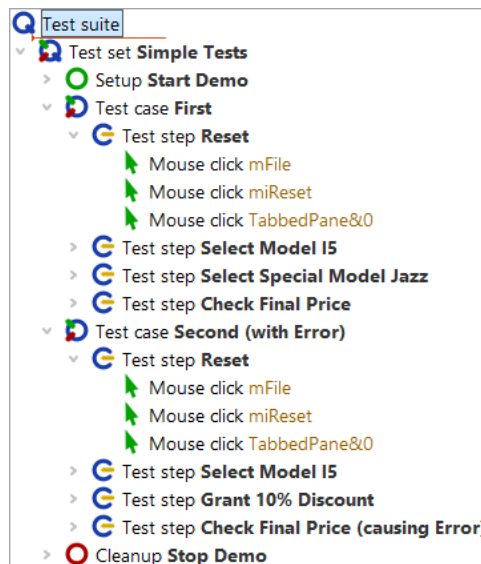 Test suite
Test set Simple Tests
Setup Start Demo
Test case First
Test step Reset
Mouse click mFile
Mouse click miReset
Mouse click TabbedPane&0
Test step Select Model I5
Test step Select Special Model Jazz
Test step Check Final Price
Test case Second (with Error)
Test step Reset
Mouse click mFile
Mouse click miReset
Mouse click TabbedPane&0
Test step Select Model I5
Test step Grant 10% Discount
Test step Check Final Price (causing Error)
Cleanup Stop Demo